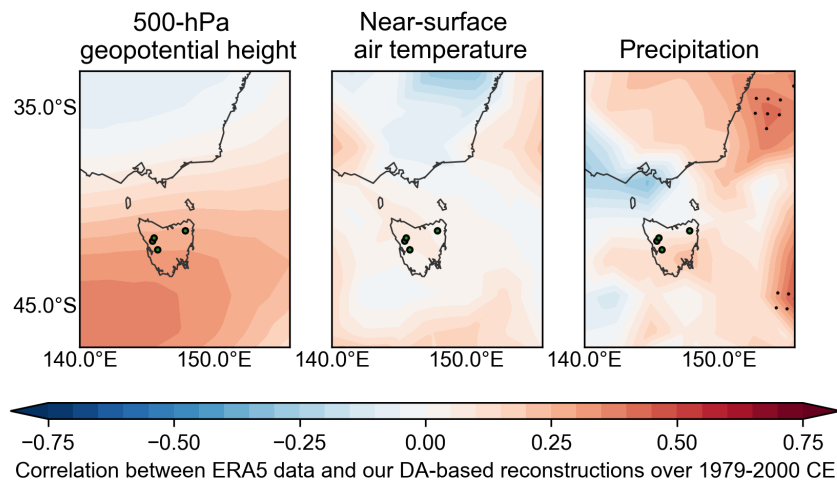 500-hPa
geopotential height
Near-surface
air temperature
Precipitation
35.0°S
45.0°S
140.0°E
150.0°E
140.0°E
150.0°E
140.0°E
150.0°E
−0.75
−0.50
−0.25
0.00
0.25
0.50
0.75
Correlation between ERA5 data and our DA-based reconstructions over 1979-2000 CE